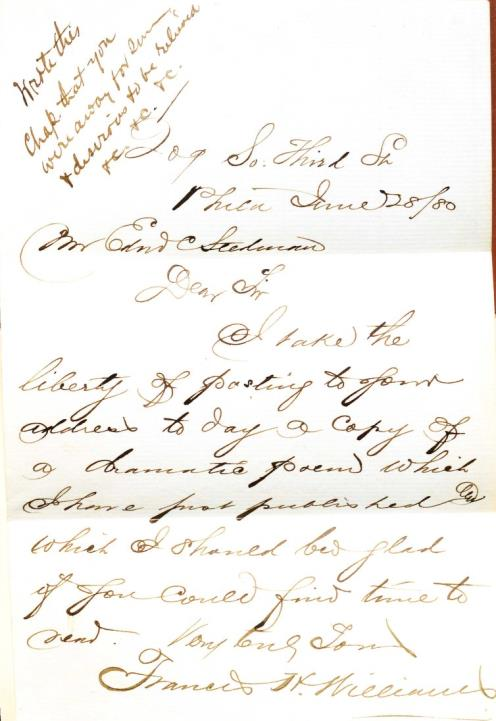 Wrote this
Chap. that you
were away for Sum.
& desirous to be relieved
&c. &c. &c.
So. Third St
Phila June 28/80
Mr Edmd C Stedman
Dear Sir
I take the
liberty of posting to your
address to day a copy of
a dramatic poem which
I have just published &
which I should be glad
if you could find time to
read. Very truly Yours
Francis H. Williams